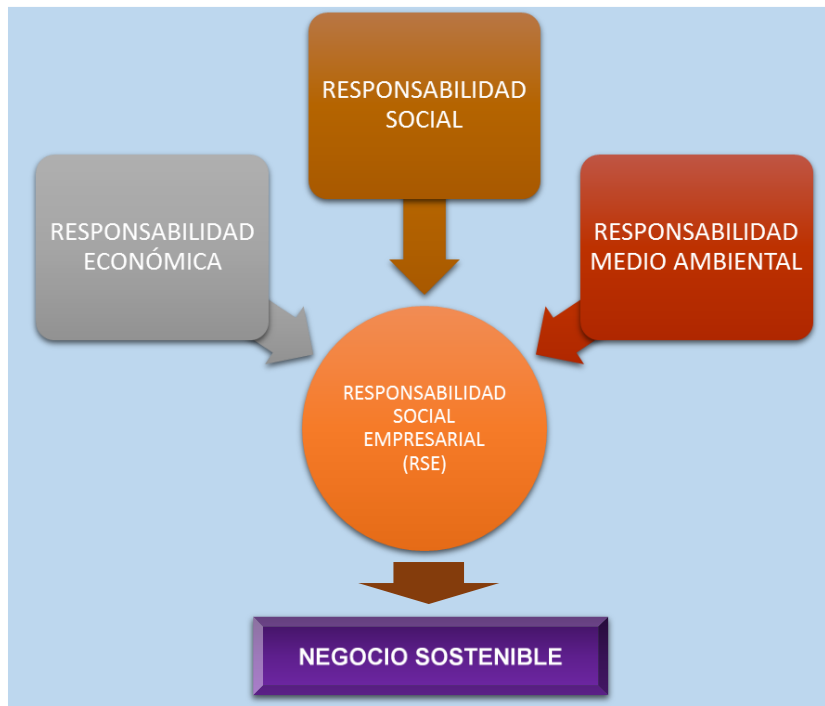 RESPONSABILIDAD
SOCIAL
RESPONSABILIDAD
ECONÓMICA
RESPONSABILIDAD
MEDIO AMBIENTAL
RESPONSABILIDAD
SOCIAL
EMPRESARIAL
(RSE)
NEGOCIO SOSTENIBLE